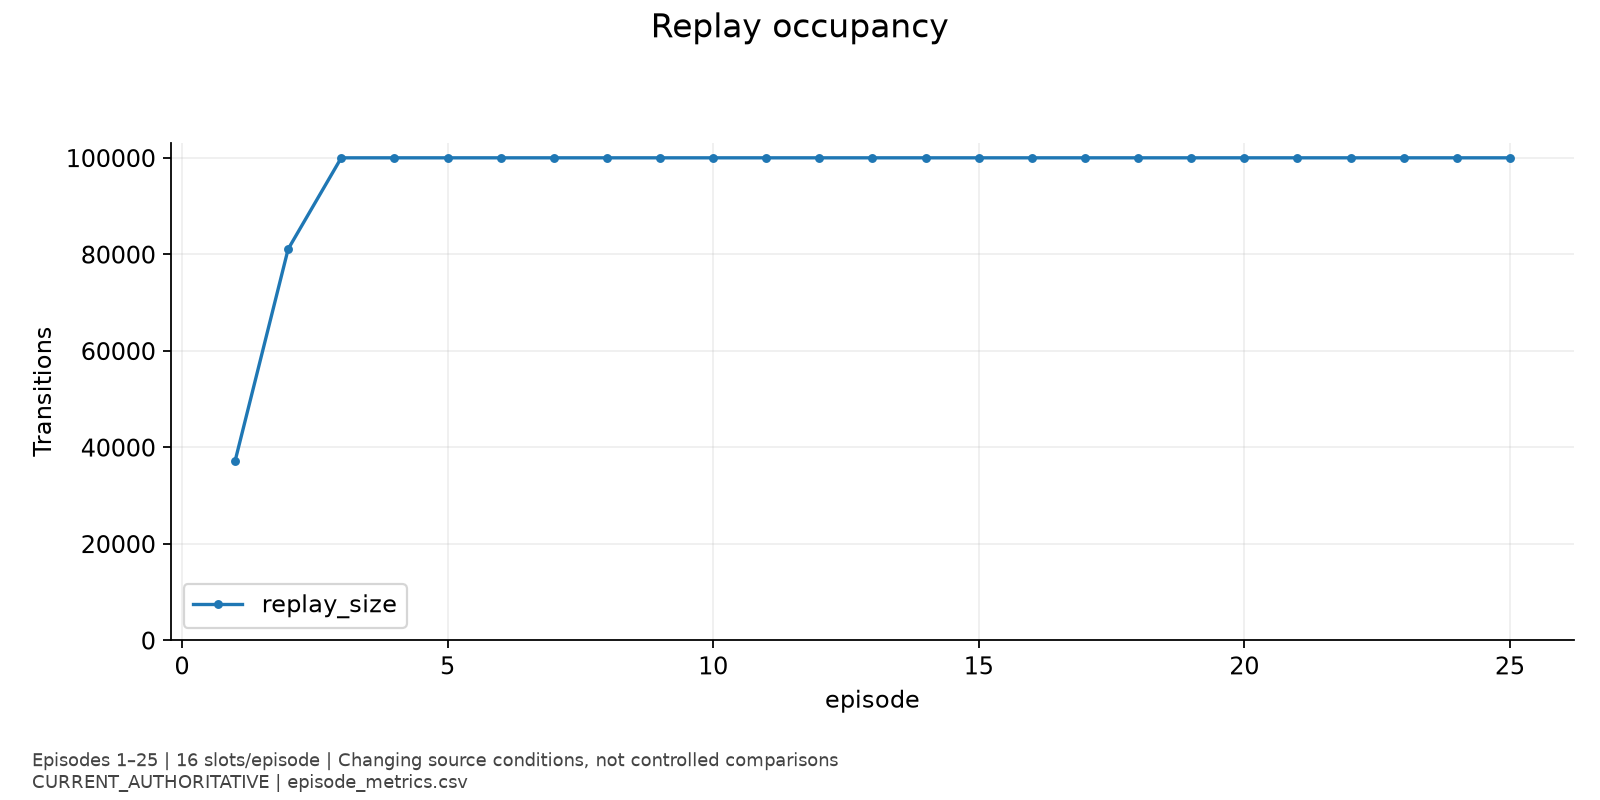 Replay occupancy
100000
80000
60000
40000
20000
0
Transitions
replay_size
0 5 10 15 20 25
episode
Episodes 1–25 | 16 slots/episode | Changing source conditions, not controlled comparisons
CURRENT_AUTHORITATIVE | episode_metrics.csv